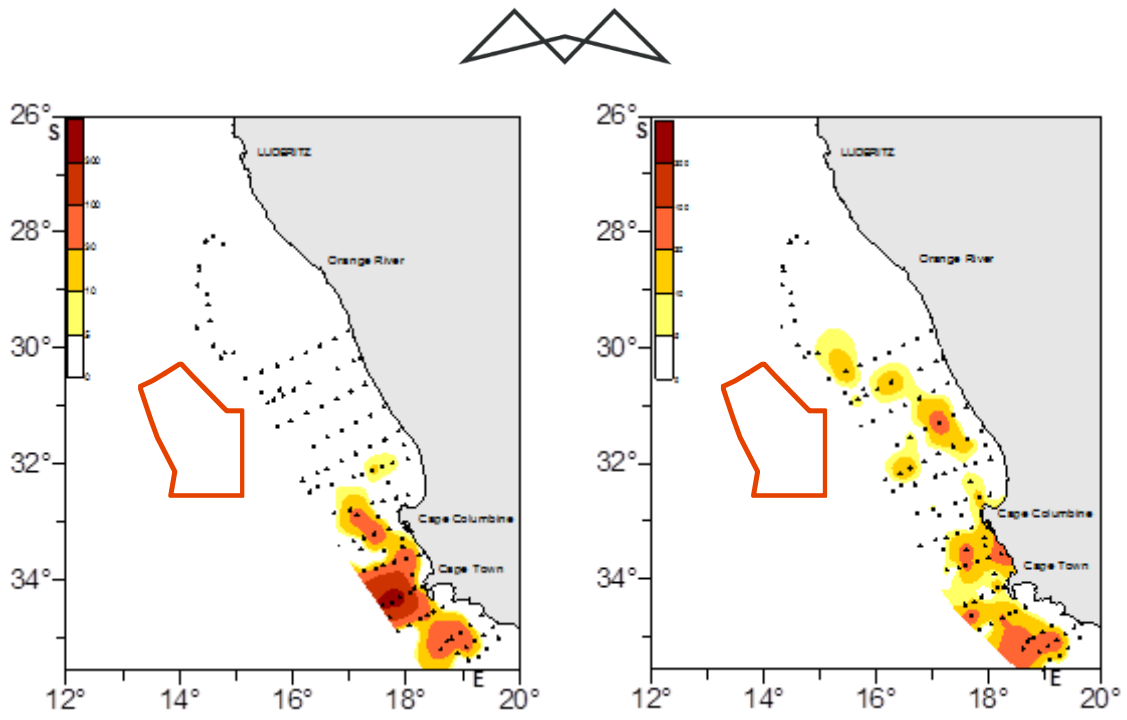 26°
S
LUDERITZ
28°
Orange River
30°
32°
Cape Columbine
Cape Town
34°
E
12°
14°
16°
18°
20°
26°
S
LUDERITZ
28°
Orange River
30°
32°
Cape Columbine
Cape Town
34°
E
12°
14°
16°
18°
20°